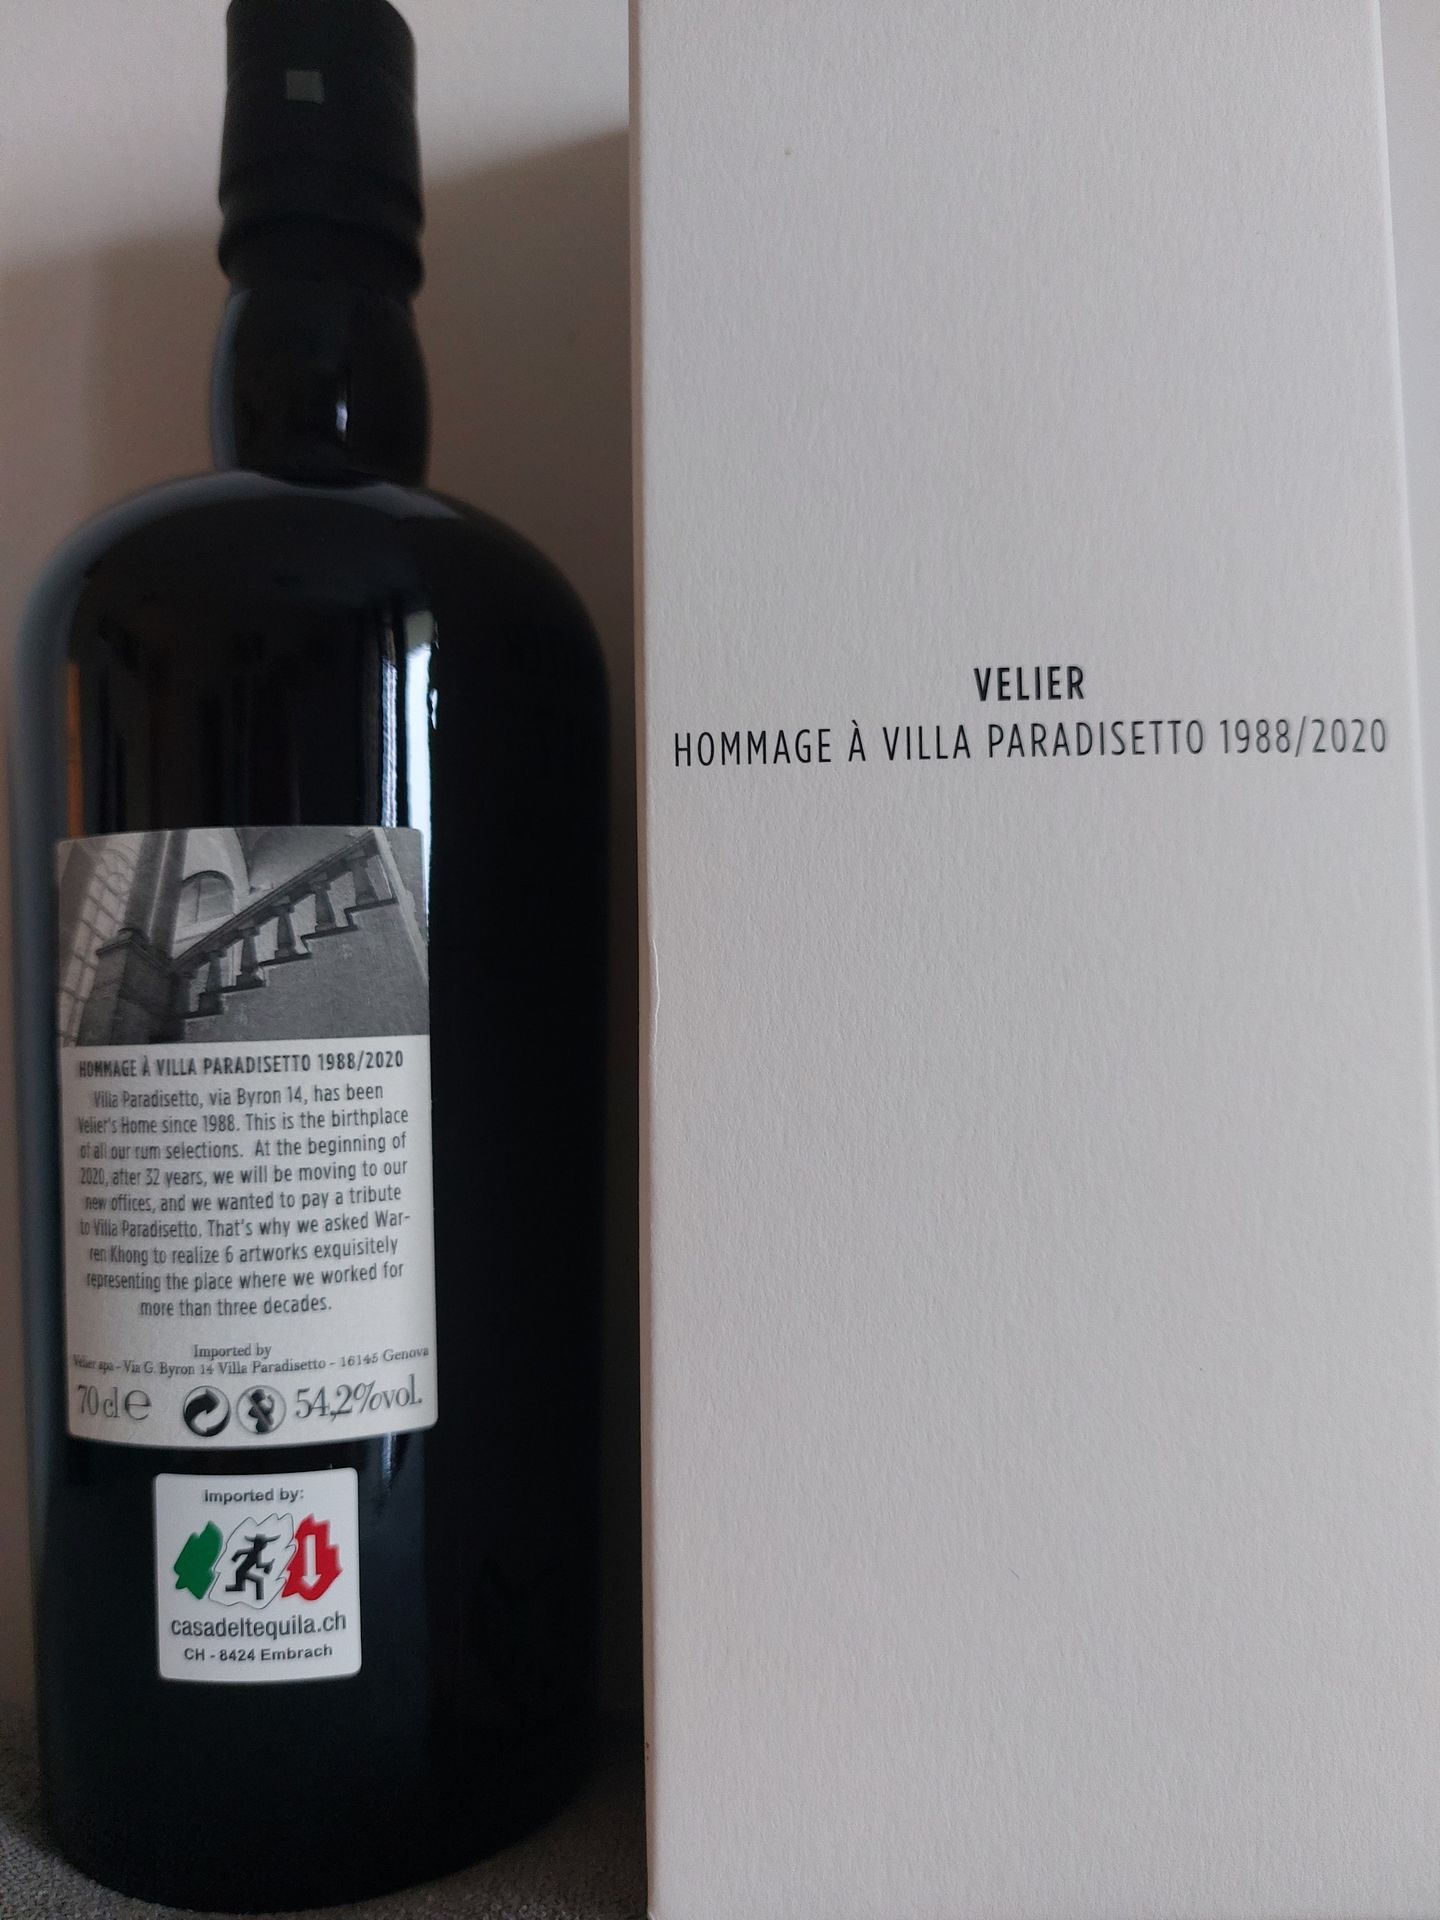 HOMMAGE À VILLA PARADISETTO 1988/2020
Villa Paradisetto, via Byron 14, has been
Velier's Home since 1988. This is the birthplace
of all our rum selections. At the beginning of
2020, after 32 years, we will be moving to our
new offices, and we wanted to pay a tribute
to Villa Paradisetto. That's why we asked War-
ren Khong to realize 6 artworks exquisitely
representing the place where we worked for
more than three decades.
Imported by
Velier spa - Via G. Byron 14 Villa Paradisetto - 16145 Genova
70 cl e 54,2%vol.
Imported by:
casadeltequila.ch
CH - 8424 Embrach
VELIER
HOMMAGE À VILLA PARADISETTO 1988/2020